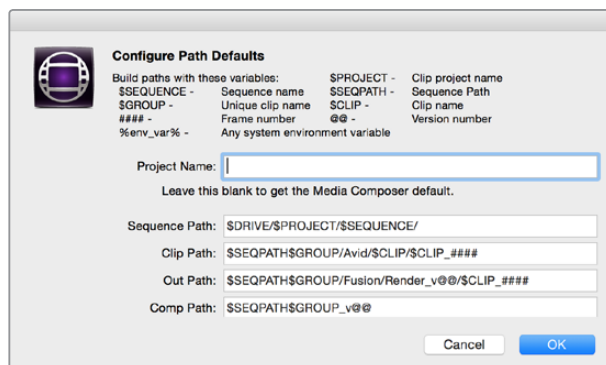 Configure Path Defaults
Build paths with these variables: $PROJECT - Clip project name
$SEQUENCE - Sequence name $SEQPATH - Sequence Path
$GROUP - Unique clip name $CLIP - Clip name
#### - Frame number @@ - Version number
%env_var% - Any system environment variable
Project Name:
Leave this blank to get the Media Composer default.
Sequence Path: $DRIVE/$PROJECT/$SEQUENCE/
Clip Path: $SEQPATH$GROUP/Avid/$CLIP/$CLIP_####
Out Path: $SEQPATH$GROUP/Fusion/Render_v@@/$CLIP_####
Comp Path: $SEQPATH$GROUP_v@@
Cancel OK